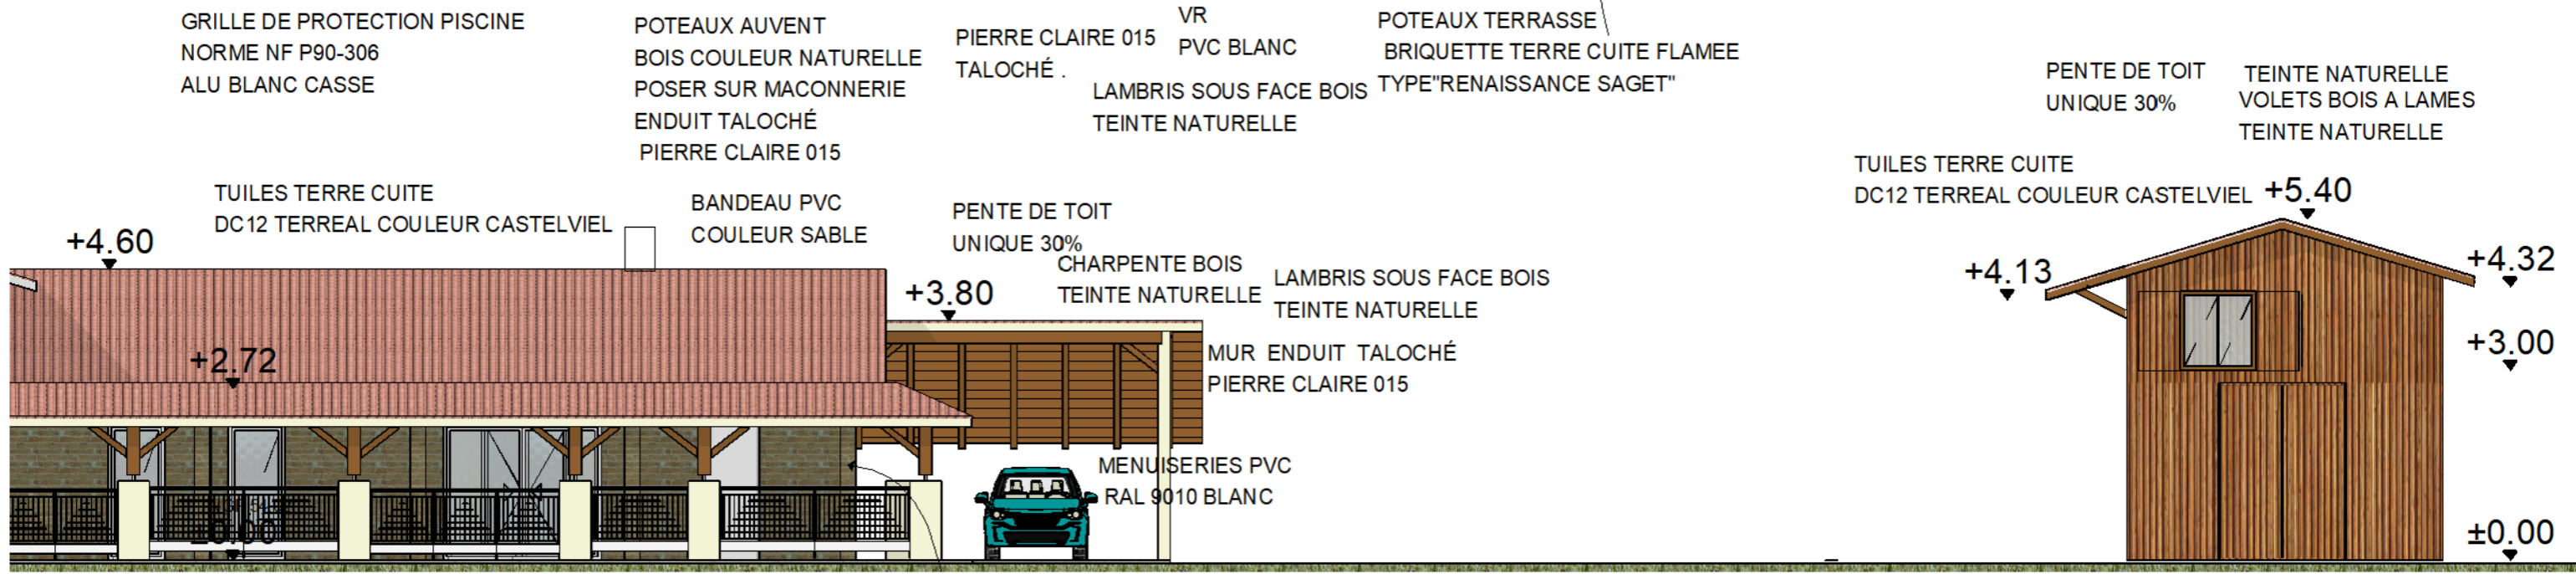 GRILLE DE PROTECTION PISCINE
NORME NF P90-306
ALU BLANC CASSE
POTEAUX AUVENT
BOIS COULEUR NATURELLE
POSER SUR MACONNERIE
ENDUIT TALOCHÉ
PIERRE CLAIRE 015
PIERRE CLAIRE 015
TALOCHÉ .
VR
PVC BLANC
LAMBRIS SOUS FACE BOIS
TEINTE NATURELLE
POTEAUX TERRASSE
BRIQUETTE TERRE CUITE FLAMEE
TYPE"RENAISSANCE SAGET"
PENTE DE TOIT
UNIQUE 30%
TEINTE NATURELLE
VOLETS BOIS A LAMES
TEINTE NATURELLE
TUILES TERRE CUITE
DC12 TERREAL COULEUR CASTELVIEL
BANDEAU PVC
COULEUR SABLE
PENTE DE TOIT
UNIQUE 30%
CHARPENTE BOIS
TEINTE NATURELLE
LAMBRIS SOUS FACE BOIS
TEINTE NATURELLE
TUILES TERRE CUITE
DC12 TERREAL COULEUR CASTELVIEL
+5.40
+4.60
+3.80
+4.13
+4.32
+2.72
MUR ENDUIT TALOCHÉ
PIERRE CLAIRE 015
+3.00
MENUISERIES PVC
RAL 9010 BLANC
±0.00
±0.00